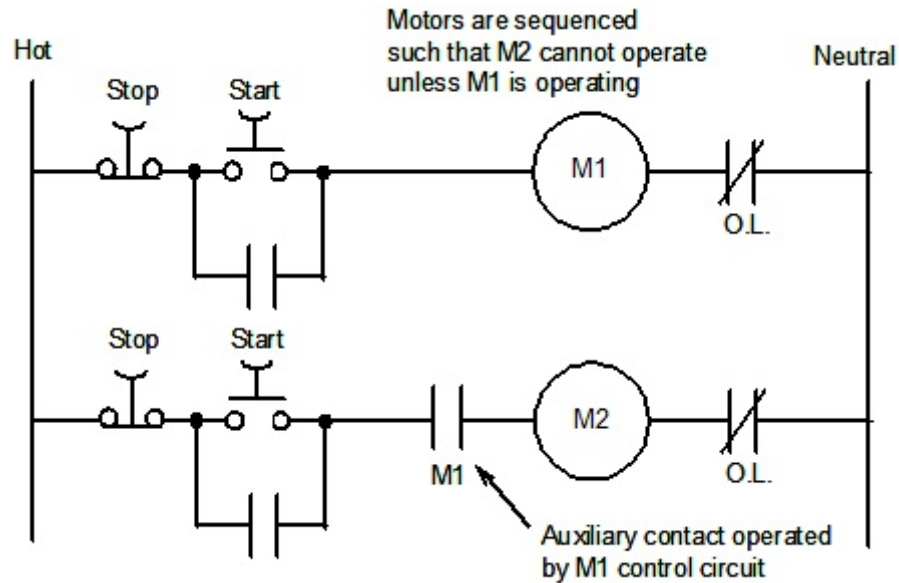 Motors are sequenced
such that M2 cannot operate
unless M1 is operating
Hot
Neutral
Stop
Start
M1
O.L.
Stop
Start
M2
M1
O.L.
Auxiliary contact operated
by M1 control circuit